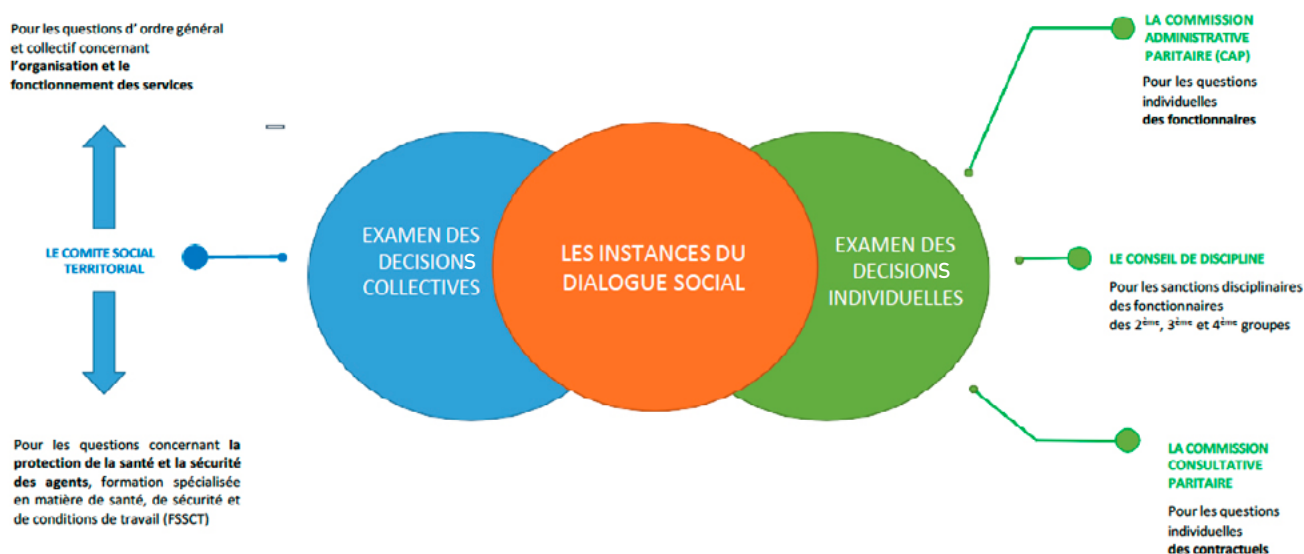 Pour les questions d' ordre général
et collectif concernant
l'organisation et le
fonctionnement des services
LE COMITE SOCIAL
TERRITORIAL
Pour les questions concernant la
protection de la santé et la sécurité
des agents, formation spécialisée
en matière de santé, de sécurité et
de conditions de travail (FSSCT)
EXAMEN DES
DECISIONS
COLLECTIVES
LES INSTANCES DU
DIALOGUE SOCIAL
EXAMEN DES
DECISIONS
INDIVIDUELLES
LA COMMISSION
ADMINISTRATIVE
PARITAIRE (CAP)
Pour les questions
individuelles
des fonctionnaires
LE CONSEIL DE DISCIPLINE
Pour les sanctions disciplinaires
des fonctionnaires
des 2ème, 3ème et 4ème groupes
LA COMMISSION
CONSULTATIVE
PARITAIRE
Pour les questions
individuelles
des contractuels